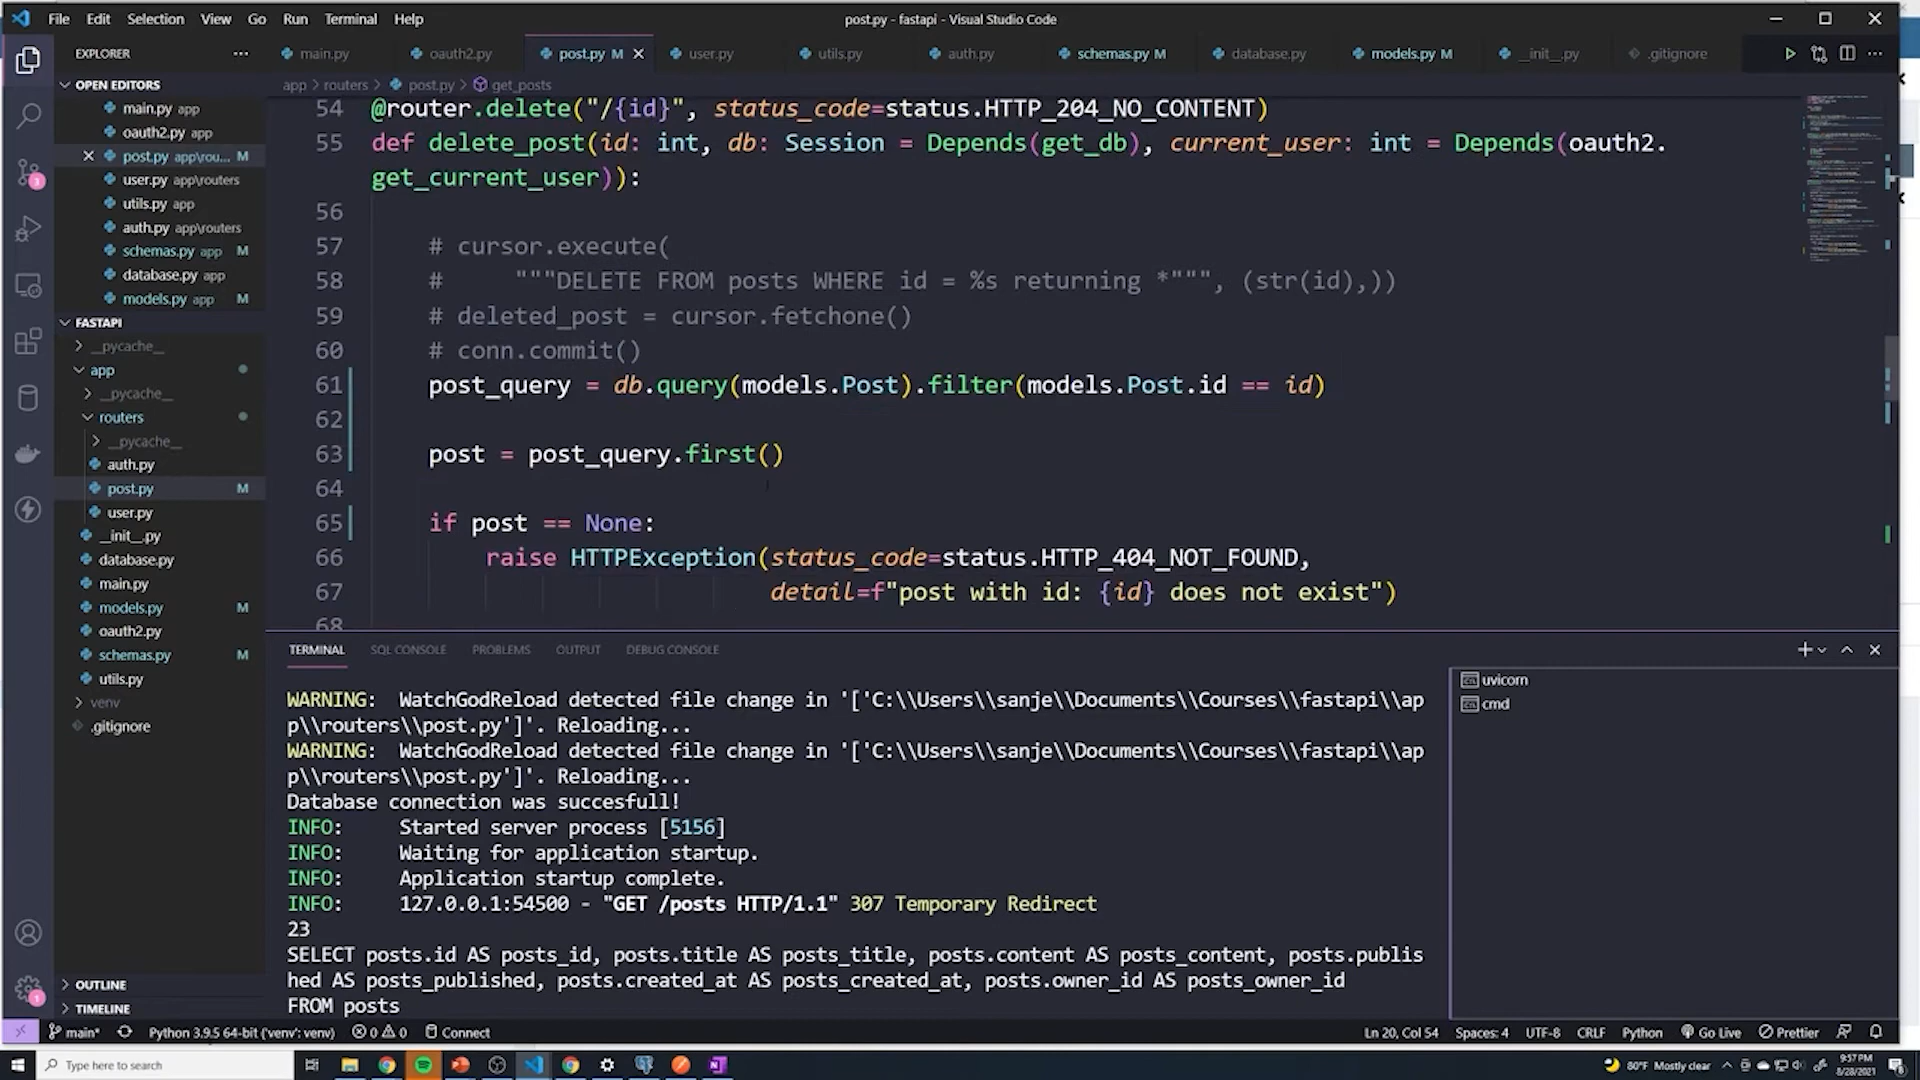 File Edit Selection View Go Run Terminal Help
post.py - fastapi - Visual Studio Code
EXPLORER
main.py oauth2.py post.py M user.py utils.py auth.py schemas.py M database.py models.py M __init__.py .gitignore
app > routers > post.py > get_posts
OPEN EDITORS
main.py app
oauth2.py app
post.py app\rou... M
user.py app\routers
utils.py app
auth.py app\routers
schemas.py app M
database.py app
models.py app M
FASTAPI
__pycache__
app
__pycache__
routers
__pycache__
auth.py
post.py M
user.py
__init__.py
database.py
main.py
models.py M
oauth2.py
schemas.py M
utils.py
venv
.gitignore
OUTLINE
TIMELINE
54 @router.delete("/{id}", status_code=status.HTTP_204_NO_CONTENT)
55 def delete_post(id: int, db: Session = Depends(get_db), current_user: int = Depends(oauth2.
get_current_user)):
56
57 # cursor.execute(
58 # """DELETE FROM posts WHERE id = %s returning *""", (str(id),))
59 # deleted_post = cursor.fetchone()
60 # conn.commit()
61 post_query = db.query(models.Post).filter(models.Post.id == id)
62
63 post = post_query.first()
64
65 if post == None:
66 raise HTTPException(status_code=status.HTTP_404_NOT_FOUND,
67 detail=f"post with id: {id} does not exist")
68
TERMINAL SQL CONSOLE PROBLEMS OUTPUT DEBUG CONSOLE
WARNING: WatchGodReload detected file change in '['C:\\Users\\sanje\\Documents\\Courses\\fastapi\\ap
p\\routers\\post.py']'. Reloading...
WARNING: WatchGodReload detected file change in '['C:\\Users\\sanje\\Documents\\Courses\\fastapi\\ap
p\\routers\\post.py']'. Reloading...
Database connection was succesfull!
INFO: Started server process [5156]
INFO: Waiting for application startup.
INFO: Application startup complete.
INFO: 127.0.0.1:54500 - "GET /posts HTTP/1.1" 307 Temporary Redirect
23
SELECT posts.id AS posts_id, posts.title AS posts_title, posts.content AS posts_content, posts.publis
hed AS posts_published, posts.created_at AS posts_created_at, posts.owner_id AS posts_owner_id
FROM posts
uvicorn
cmd
main* Python 3.9.5 64-bit ('venv': venv) 0 0 Connect
Ln 20, Col 54 Spaces: 4 UTF-8 CRLF Python Go Live Prettier
Type here to search
80°F Mostly clear
9:57 PM
8/28/2021